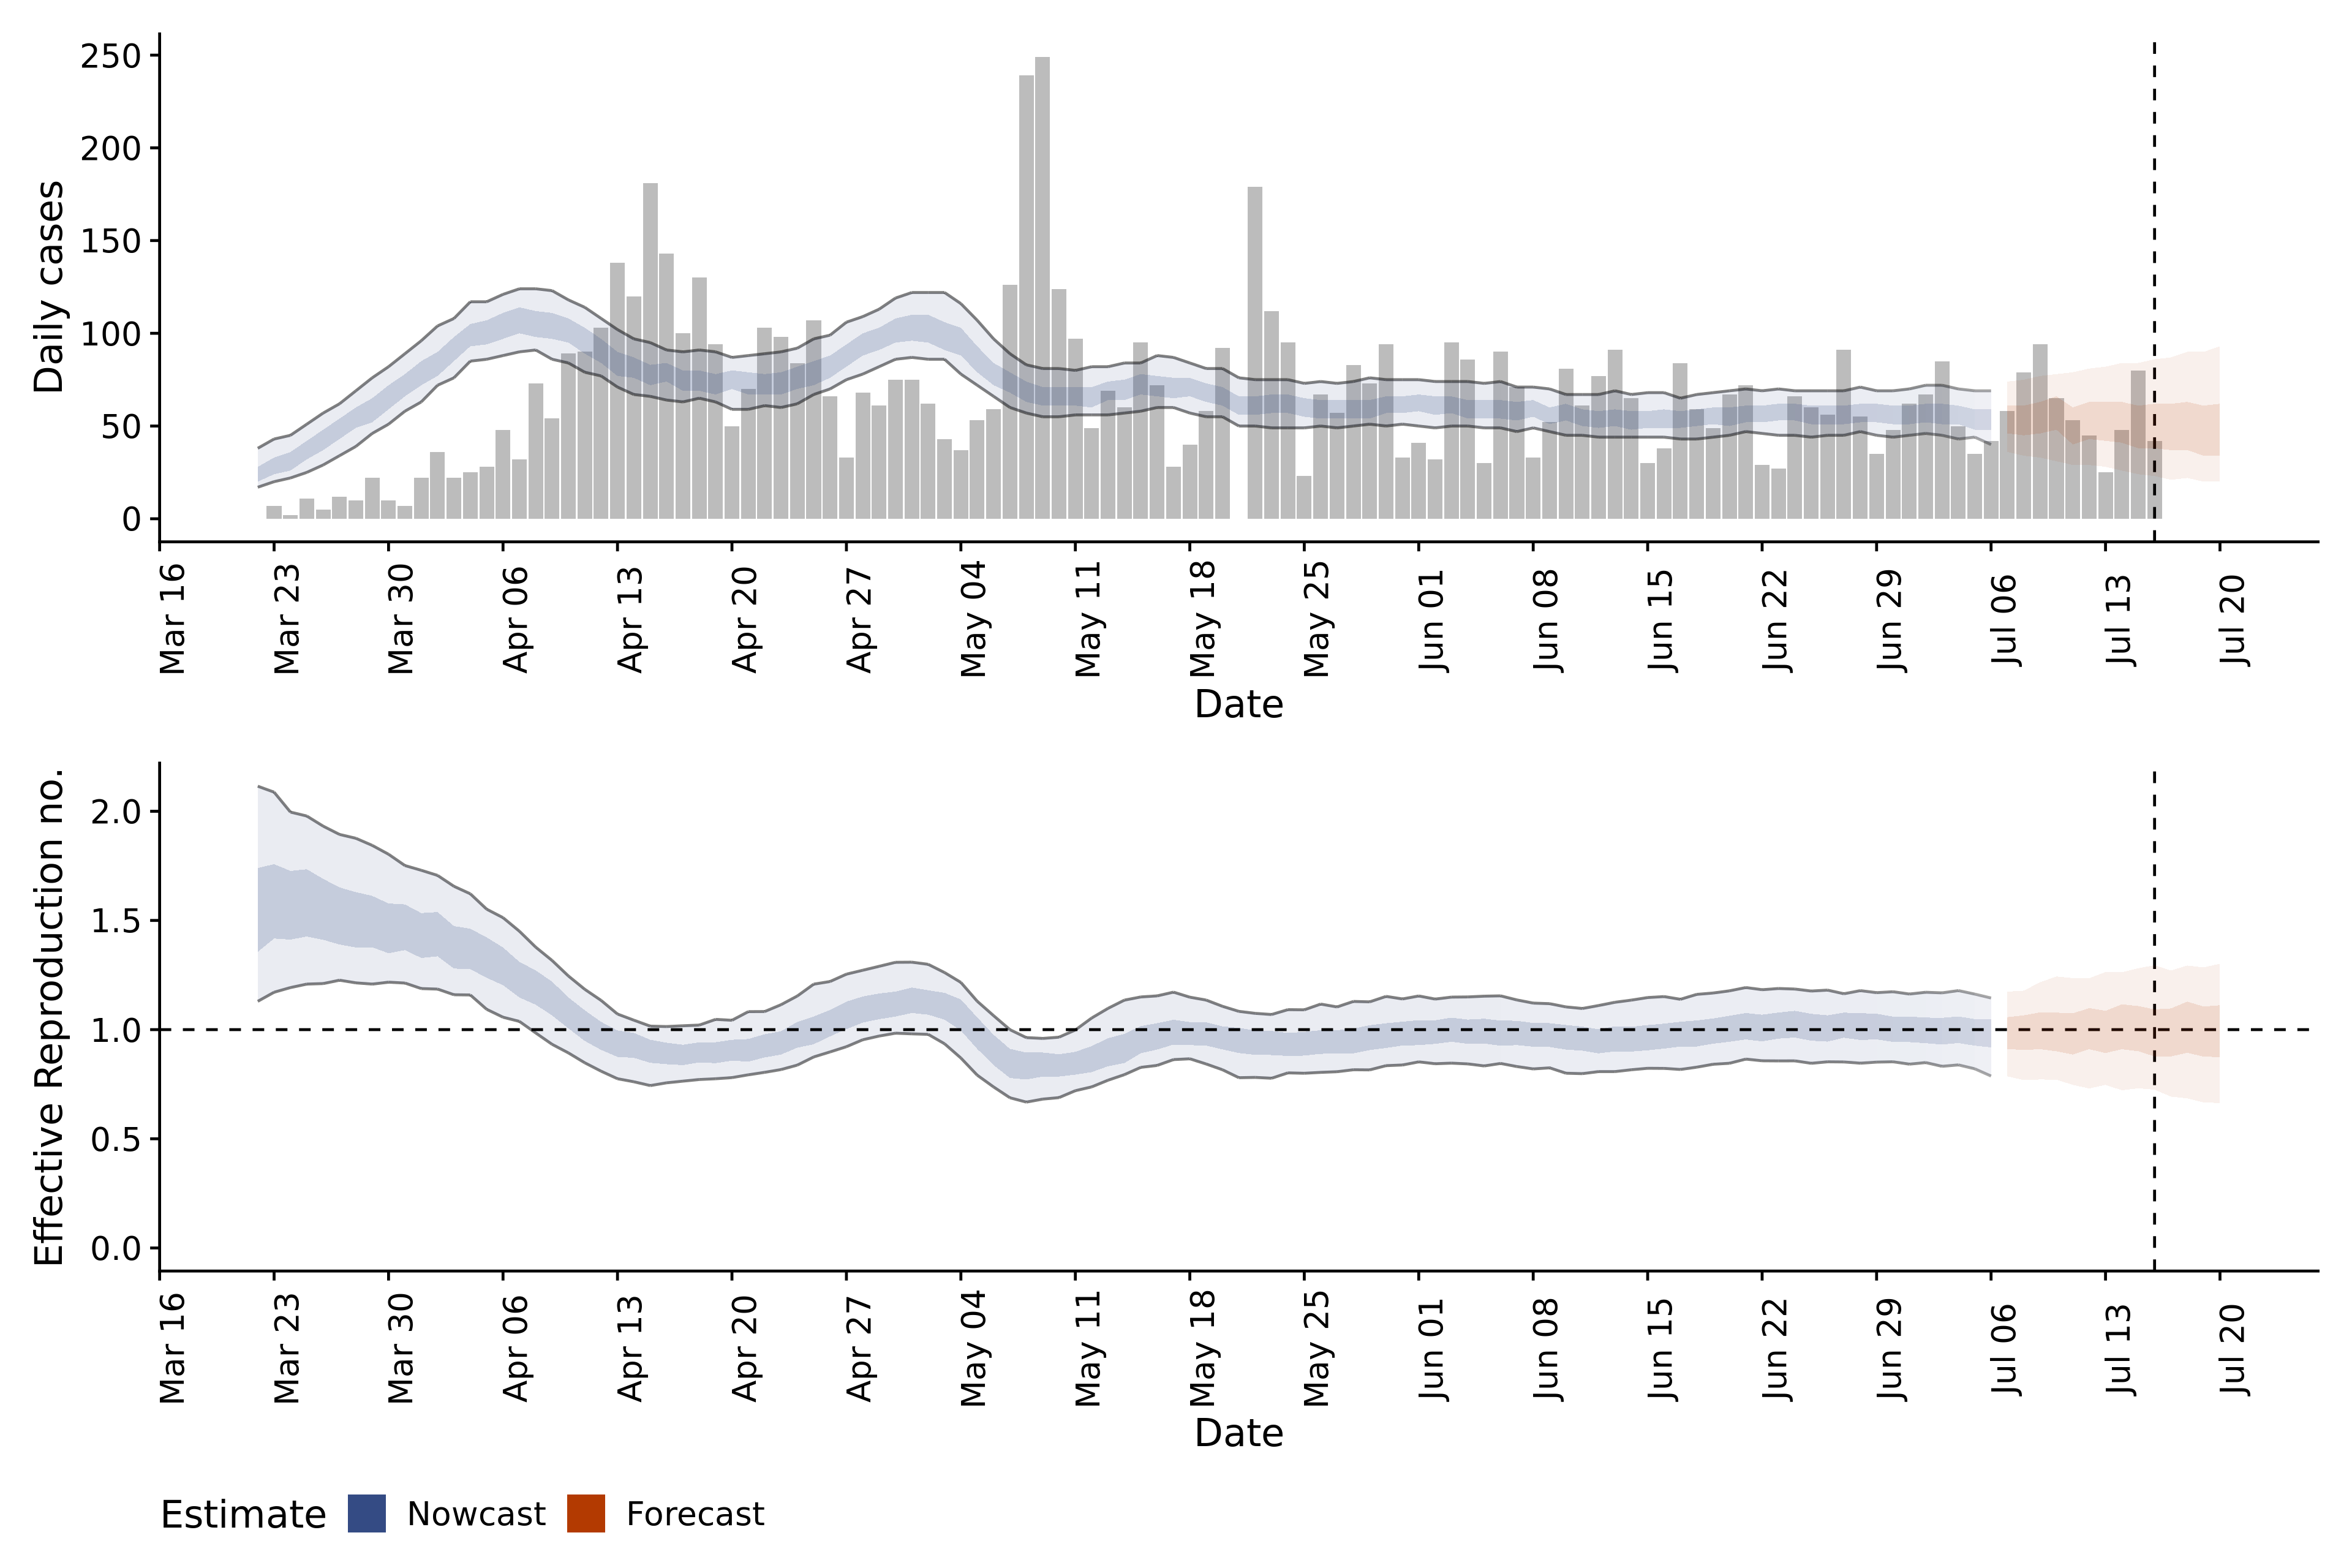 250
200
150
100
50
0
Daily cases
Mar 16 Mar 23 Mar 30 Apr 06 Apr 13 Apr 20 Apr 27 May 04 May 11 May 18 May 25 Jun 01 Jun 08 Jun 15 Jun 22 Jun 29 Jul 06 Jul 13 Jul 20
Date
2.0
1.5
1.0
0.5
0.0
Effective Reproduction no.
Mar 16 Mar 23 Mar 30 Apr 06 Apr 13 Apr 20 Apr 27 May 04 May 11 May 18 May 25 Jun 01 Jun 08 Jun 15 Jun 22 Jun 29 Jul 06 Jul 13 Jul 20
Date
Estimate Nowcast Forecast